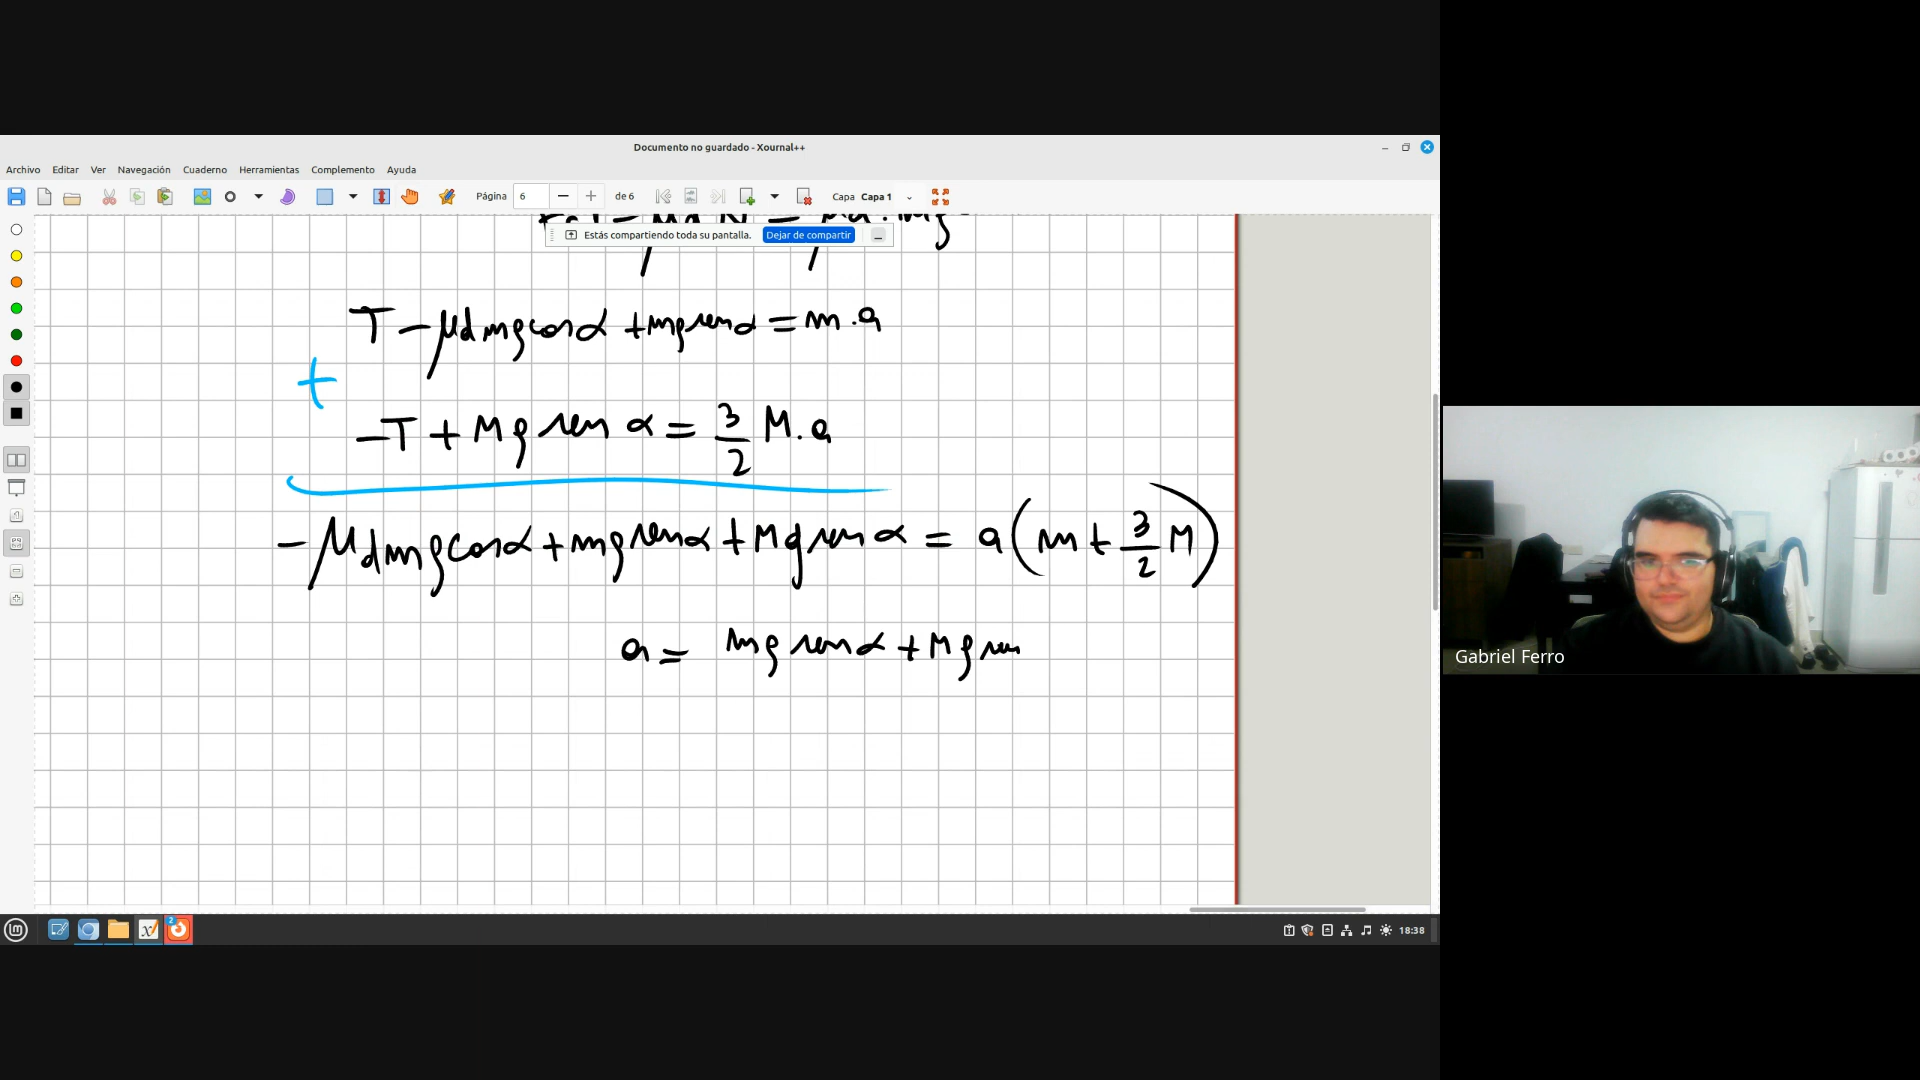 Documento no guardado - Xournal++
Archivo Editar Ver Navegación Cuaderno Herramientas Complemento Ayuda
Página 6 de 6 Capa Capa 1
Estás compartiendo toda su pantalla. Dejar de compartir
T - μd mg cos α + mg sen α = m . a
+
-T + Mg sen α = 3/2 M . a
- μd mg cos α + mg sen α + Mg sen α = a (m + 3/2 M)
a = mg sen α + Mg sen
Gabriel Ferro
2
18:38